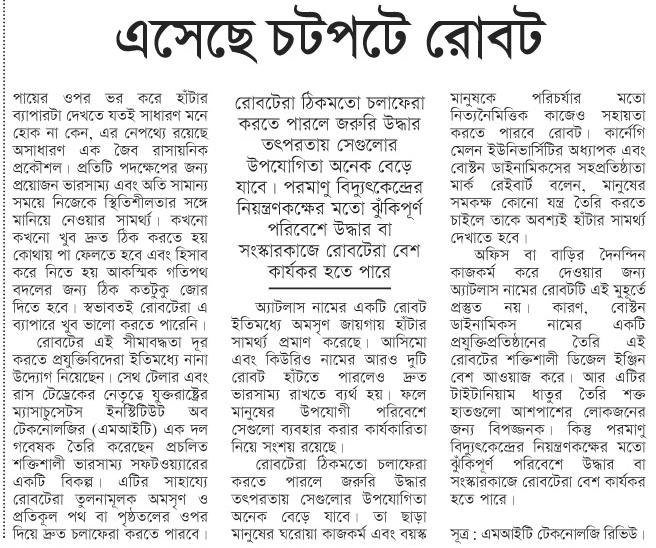 এসেছে চটপটে রোবট
পায়ের ওপর ভর করে হাঁটার
ব্যাপারটা দেখতে যতই সাধারণ মনে
হোক না কেন, এর নেপথ্যে রয়েছে
অসাধারণ এক জৈব রাসায়নিক
প্রকৌশল। প্রতিটি পদক্ষেপের জন্য
প্রয়োজন ভারসাম্য এবং অতি সামান্য
সময়ে নিজেকে স্থিতিশীলতার সঙ্গে
মানিয়ে নেওয়ার সামর্থ্য। কখনো
কখনো খুব দ্রুত ঠিক করতে হয়
কোথায় পা ফেলতে হবে এবং হিসাব
করে নিতে হয় আকস্মিক গতিপথ
বদলের জন্য ঠিক কতটুকু জোর
দিতে হবে। স্বভাবতই রোবটেরা এ
ব্যাপারে খুব ভালো করতে পারেনি।
রোবটের এই সীমাবদ্ধতা দূর
করতে প্রযুক্তিবিদেরা ইতিমধ্যে নানা
উদ্যোগ নিয়েছেন। সেথ টেলার এবং
রাস টেড্রেকের নেতৃত্বে যুক্তরাষ্ট্রের
ম্যাসাচুসেটস ইনস্টিটিউট অব
টেকনোলজির (এমআইটি) এক দল
গবেষক তৈরি করেছেন প্রচলিত
শক্তিশালী ভারসাম্য সফটওয়্যারের
একটি বিকল্প। এটির সাহায্যে
রোবটেরা তুলনামূলক অমসৃণ ও
প্রতিকূল পথ বা পৃষ্ঠতলের ওপর
দিয়ে দ্রুত চলাফেরা করতে পারবে।
রোবটেরা ঠিকমতো চলাফেরা
করতে পারলে জরুরি উদ্ধার
তৎপরতায় সেগুলোর
উপযোগিতা অনেক বেড়ে
যাবে। পরমাণু বিদ্যুৎকেন্দ্রের
নিয়ন্ত্রণকক্ষের মতো ঝুঁকিপূর্ণ
পরিবেশে উদ্ধার বা
সংস্কারকাজে রোবটেরা বেশ
কার্যকর হতে পারে
অ্যাটলাস নামের একটি রোবট
ইতিমধ্যে অমসৃণ জায়গায় হাঁটার
সামর্থ্য প্রমাণ করেছে। আসিমো
এবং কিউরিও নামের আরও দুটি
রোবট হাঁটতে পারলেও দ্রুত
ভারসাম্য রাখতে ব্যর্থ হয়। ফলে
মানুষের উপযোগী পরিবেশে
সেগুলো ব্যবহার করার কার্যকারিতা
নিয়ে সংশয় রয়েছে।
রোবটেরা ঠিকমতো চলাফেরা
করতে পারলে জরুরি উদ্ধার
তৎপরতায় সেগুলোর উপযোগিতা
অনেক বেড়ে যাবে। তা ছাড়া
মানুষের ঘরোয়া কাজকর্ম এবং বয়স্ক
মানুষকে পরিচর্যার মতো
নিত্যনৈমিত্তিক কাজেও সহায়তা
করতে পারবে রোবট। কার্নেগি
মেলন ইউনিভার্সিটির অধ্যাপক এবং
বোস্টন ডাইনামিকসের সহপ্রতিষ্ঠাতা
মার্ক রেইবার্ট বলেন, মানুষের
সমকক্ষ কোনো যন্ত্র তৈরি করতে
চাইলে তাকে অবশ্যই হাঁটার সামর্থ্য
দেখাতে হবে।
অফিস বা বাড়ির দৈনন্দিন
কাজকর্ম করে দেওয়ার জন্য
অ্যাটলাস নামের রোবটটি এই মুহূর্তে
প্রস্তুত নয়। কারণ, বোস্টন
ডাইনামিকস্ নামের একটি
প্রযুক্তিপ্রতিষ্ঠানের তৈরি এই
রোবটের শক্তিশালী ডিজেল ইঞ্জিন
বেশ আওয়াজ করে। আর এটির
টাইটানিয়াম ধাতুর তৈরি শক্ত
হাতগুলো আশপাশের লোকজনের
জন্য বিপজ্জনক। কিন্তু পরমাণু
বিদ্যুৎকেন্দ্রের নিয়ন্ত্রণকক্ষের মতো
ঝুঁকিপূর্ণ পরিবেশে উদ্ধার বা
সংস্কারকাজে রোবটেরা বেশ কার্যকর
হতে পারে।
সূত্র : এমআইটি টেকনোলজি রিভিউ।